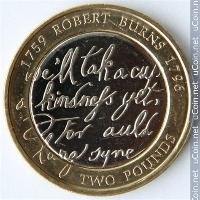 1759 ROBERT BURNS 1796
We'll tak a cup
kindness yet,
For auld
lang syne
TWO POUNDS